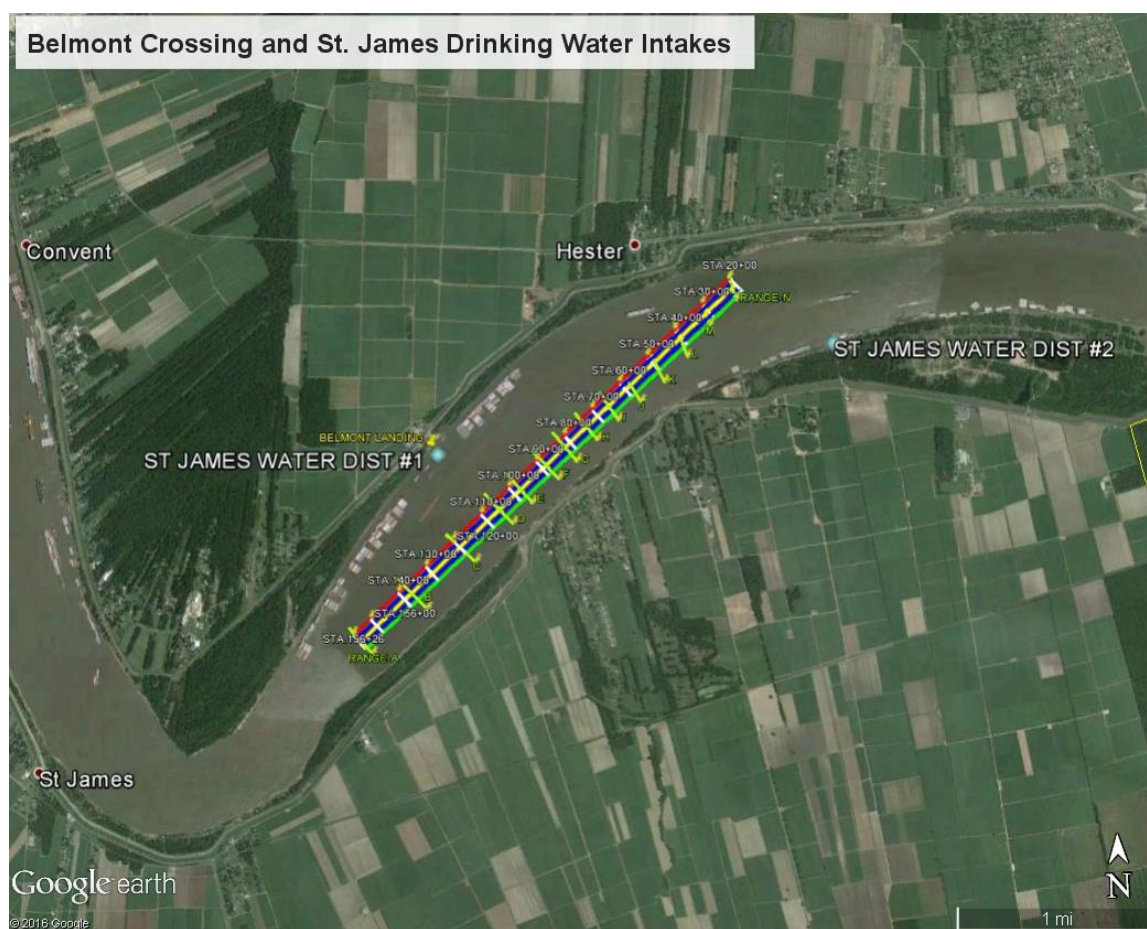 Belmont Crossing and St. James Drinking Water Intakes
Convent
Hester
STA.20+00
STA.30+00
RANGE.N
STA.40+00
M
STA.50+00
L
ST JAMES WATER DIST #2
STA.60+00
K
STA.70+00
J
I
STA.80+00
H
BELMONT LANDING
STA.90+00
G
ST JAMES WATER DIST #1
STA.100+00
F
STA.110+00
E
D
STA.120+00
STA.130+00
C
STA.140+00
B
STA.156+00
STA.156+26
RANGE.A
St James
Google earth
N
© 2016 Google
1 mi